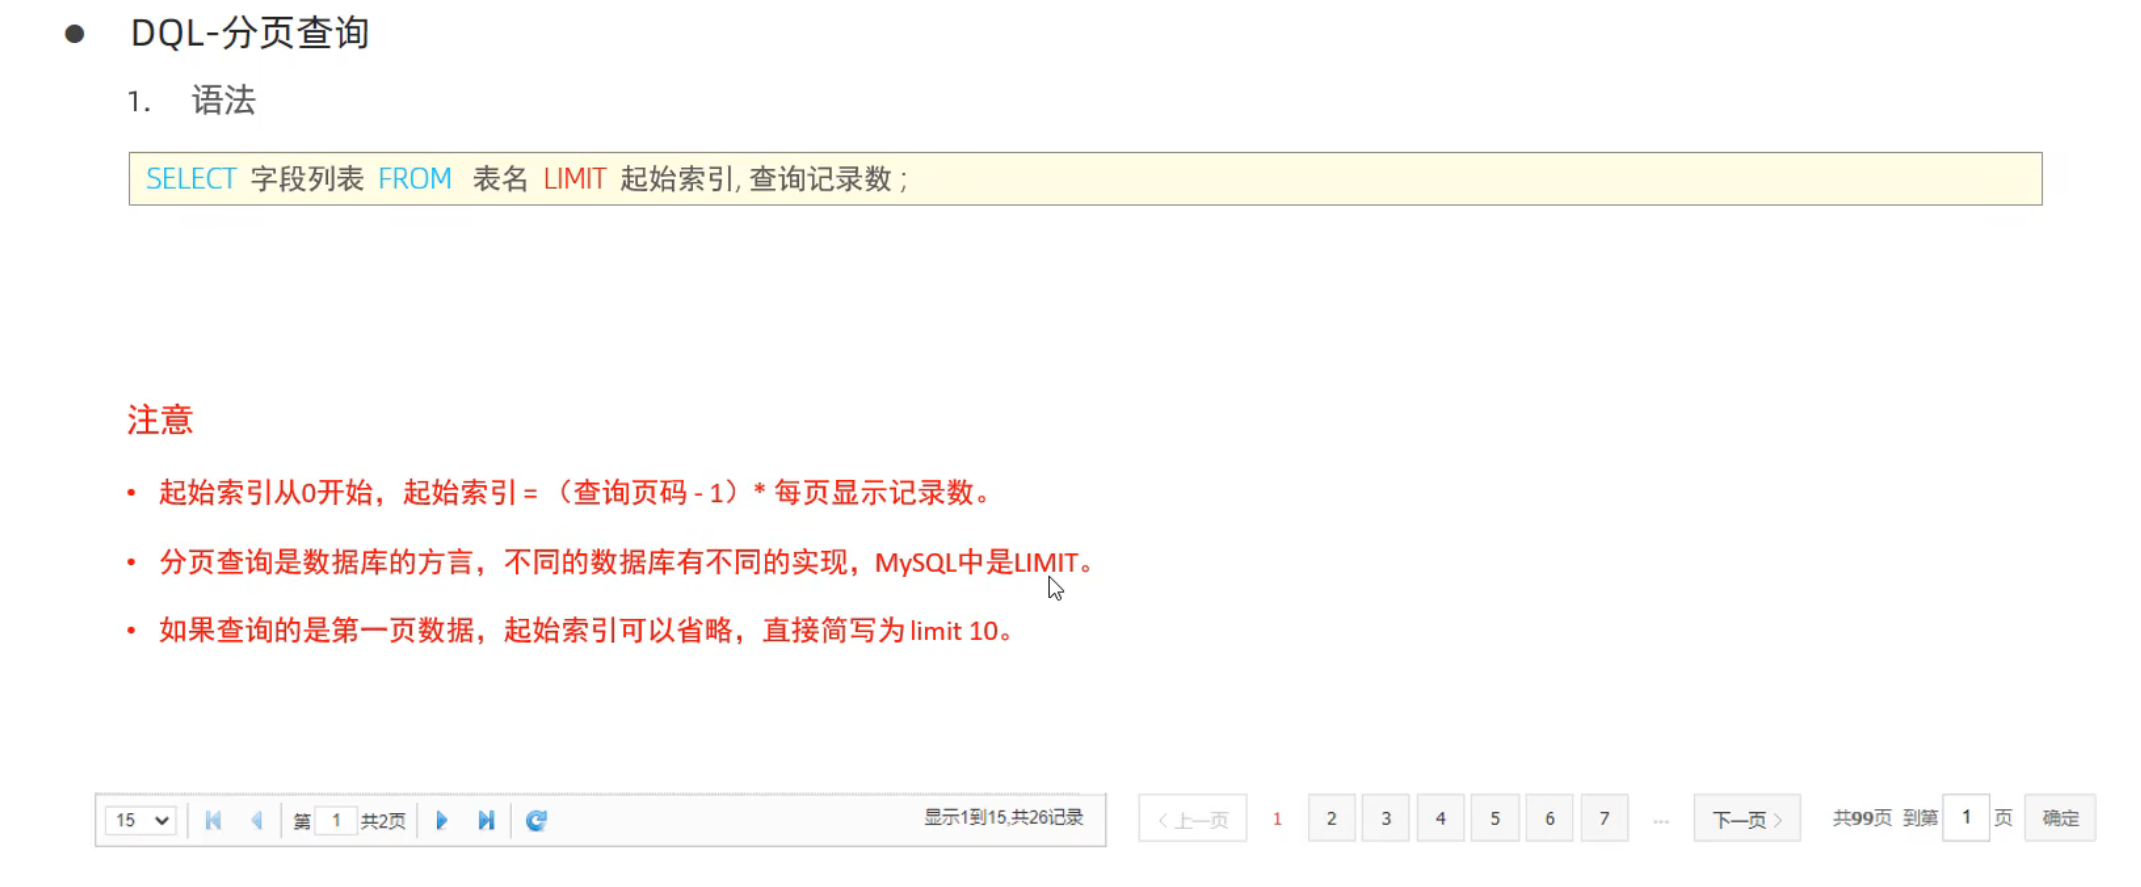 ● DQL-分页查询
1. 语法
SELECT 字段列表 FROM 表名 LIMIT 起始索引, 查询记录数 ;
注意
• 起始索引从0开始，起始索引 = （查询页码 - 1）* 每页显示记录数。
• 分页查询是数据库的方言，不同的数据库有不同的实现，MySQL中是LIMIT。
• 如果查询的是第一页数据，起始索引可以省略，直接简写为 limit 10。
15 第 1 共2页 显示1到15,共26记录
< 上一页 1 2 3 4 5 6 7 ... 下一页 > 共99页 到第 1 页 确定